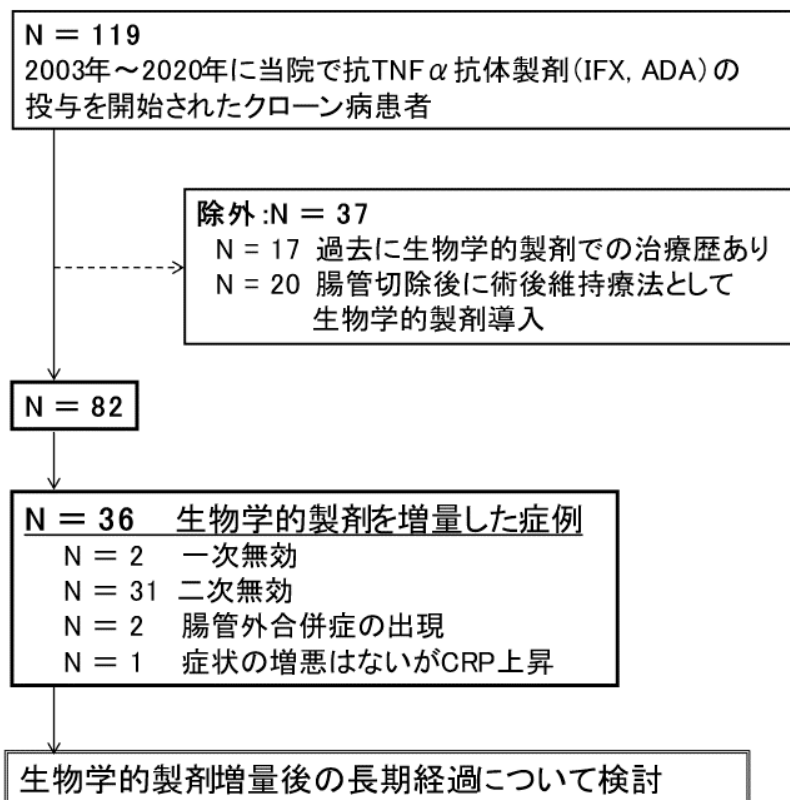 N = 119
2003年～2020年に当院で抗TNFα抗体製剤(IFX, ADA)の
投与を開始されたクローン病患者
除外:N = 37
N = 17 過去に生物学的製剤での治療歴あり
N = 20 腸管切除後に術後維持療法として
生物学的製剤導入
N = 82
N = 36 生物学的製剤を増量した症例
N = 2 一次無効
N = 31 二次無効
N = 2 腸管外合併症の出現
N = 1 症状の増悪はないがCRP上昇
生物学的製剤増量後の長期経過について検討